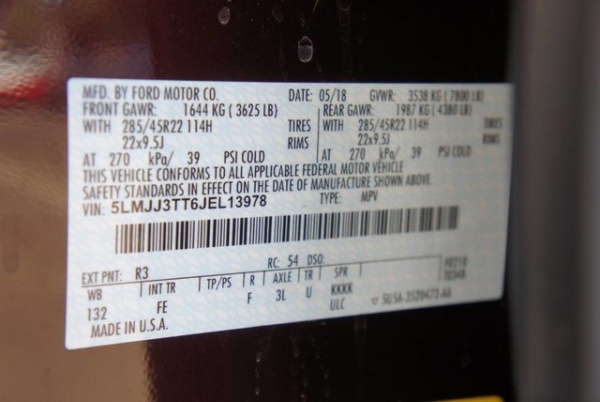 MFD. BY FORD MOTOR CO. DATE: 05/18 GVWR: 3538 KG ( 7800 LB)
FRONT GAWR: 1644 KG ( 3625 LB) REAR GAWR: 1987 KG ( 4380 LB)
WITH 285/45R22 114H TIRES WITH 285/45R22 114H TIRES
22x9.5J RIMS 22x9.5J RIMS
AT 270 kPa/ 39 PSI COLD AT 270 kPa/ 39 PSI COLD
THIS VEHICLE CONFORMS TO ALL APPLICABLE FEDERAL MOTOR VEHICLE
SAFETY STANDARDS IN EFFECT ON THE DATE OF MANUFACTURE SHOWN ABOVE.
VIN: 5LMJJ3TT6JEL13978 TYPE: MPV
EXT PNT: R3 RC: 54 DSO:
WB INT TR TP/PS R AXLE TR SPR
132 FE F 3L U KKKK
ULC
MADE IN U.S.A.